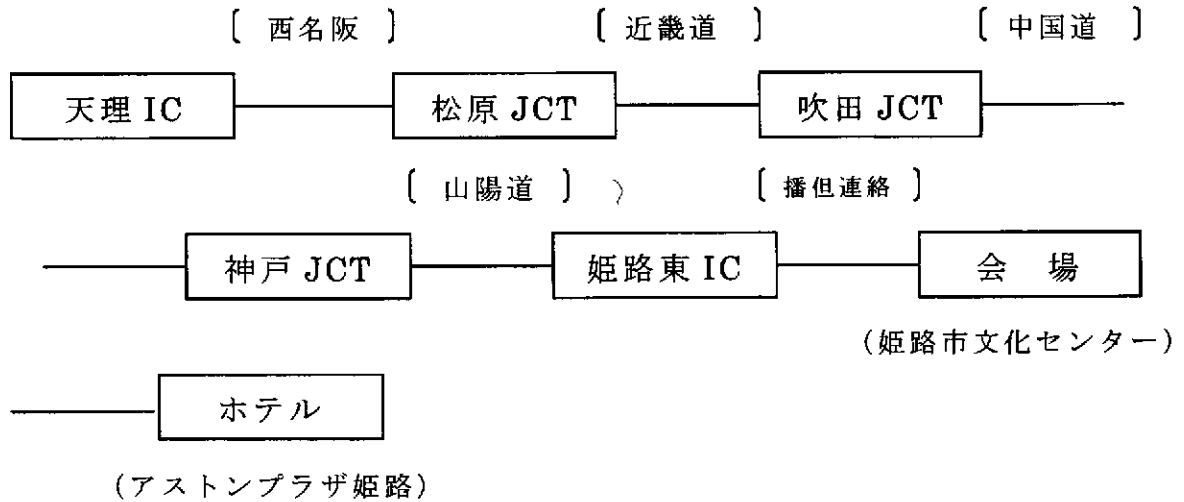 〔 西名阪 〕 〔 近畿道 〕 〔 中国道 〕
天理 IC 松原 JCT 吹田 JCT
〔 山陽道 〕 〔 播但連絡 〕
神戸 JCT 姫路東 IC 会 場
(姫路市文化センター)
ホテル
(アストンプラザ姫路)